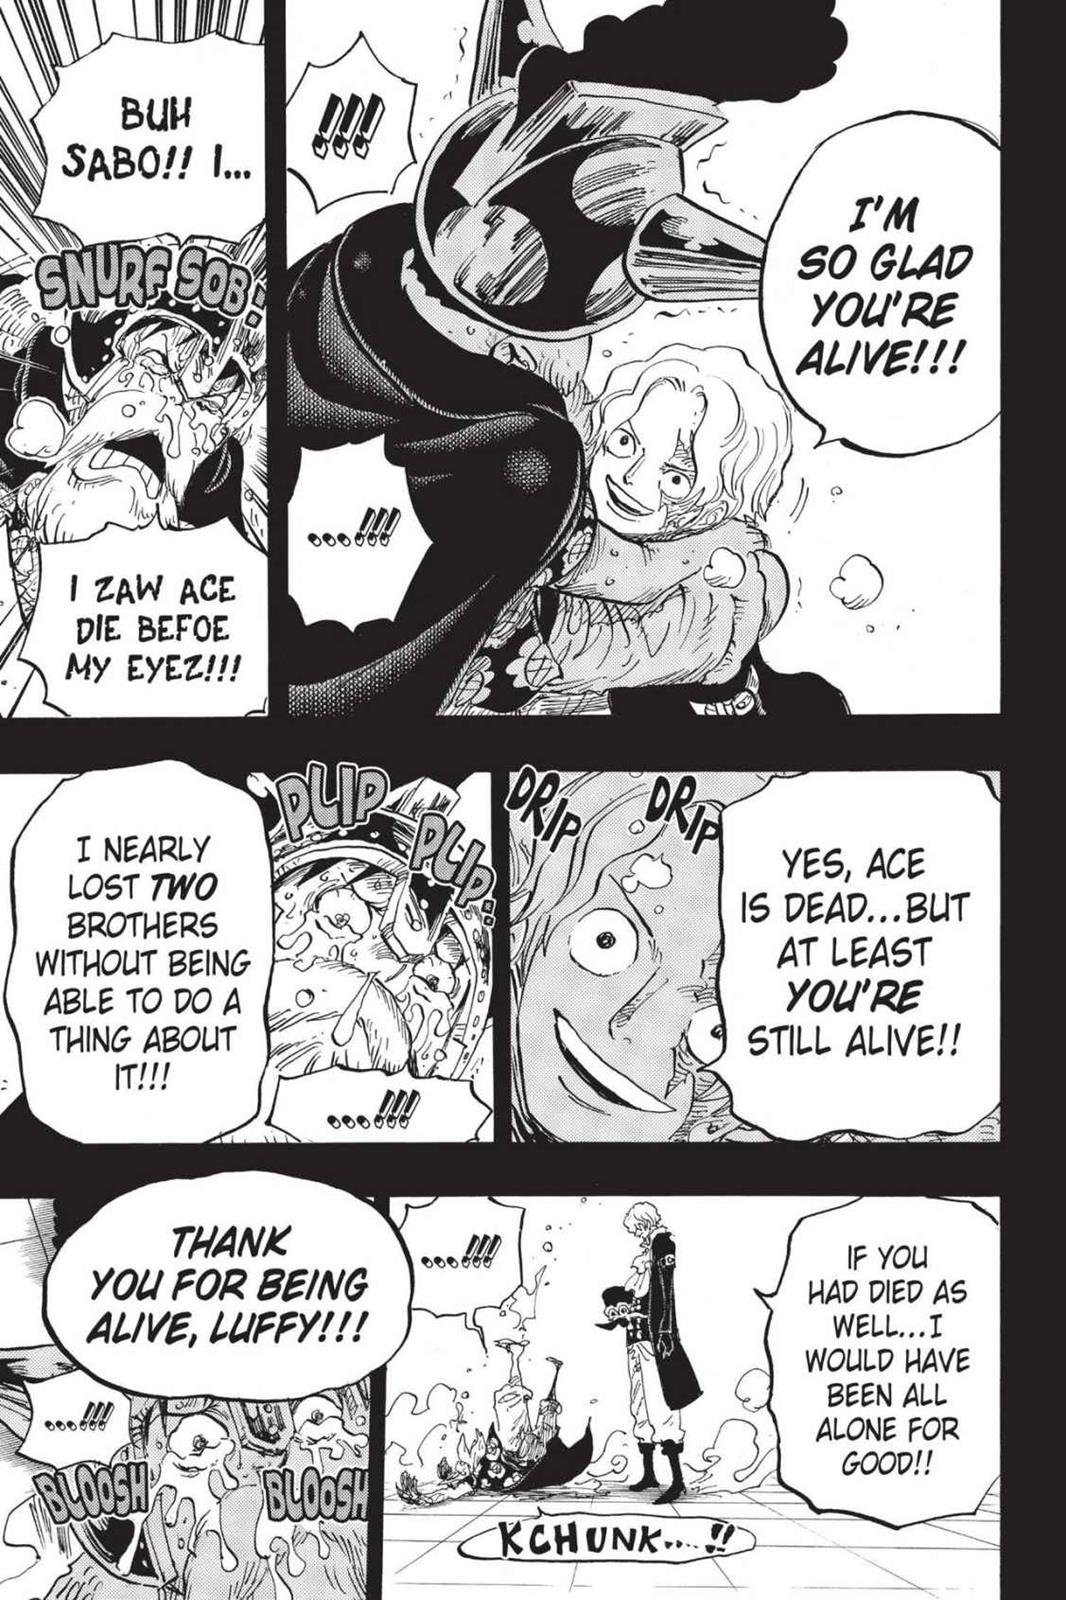 !!!
I'M
SO GLAD
YOU'RE
ALIVE!!!
...!!!
BUH
SABO!! I...
SNURF SOB!
I ZAW ACE
DIE BEFOE
MY EYEZ!!!
DRIP
DRIP
YES, ACE
IS DEAD...BUT
AT LEAST
YOU'RE
STILL ALIVE!!
PLIP
PLIP!
I NEARLY
LOST TWO
BROTHERS
WITHOUT BEING
ABLE TO DO A
THING ABOUT
IT!!!
...!!!
IF YOU
HAD DIED AS
WELL...I
WOULD HAVE
BEEN ALL
ALONE FOR
GOOD!!
...!!!
KCHUNK...!!
THANK
YOU FOR BEING
ALIVE, LUFFY!!!
...!!!
BLOOSH
BLOOSH